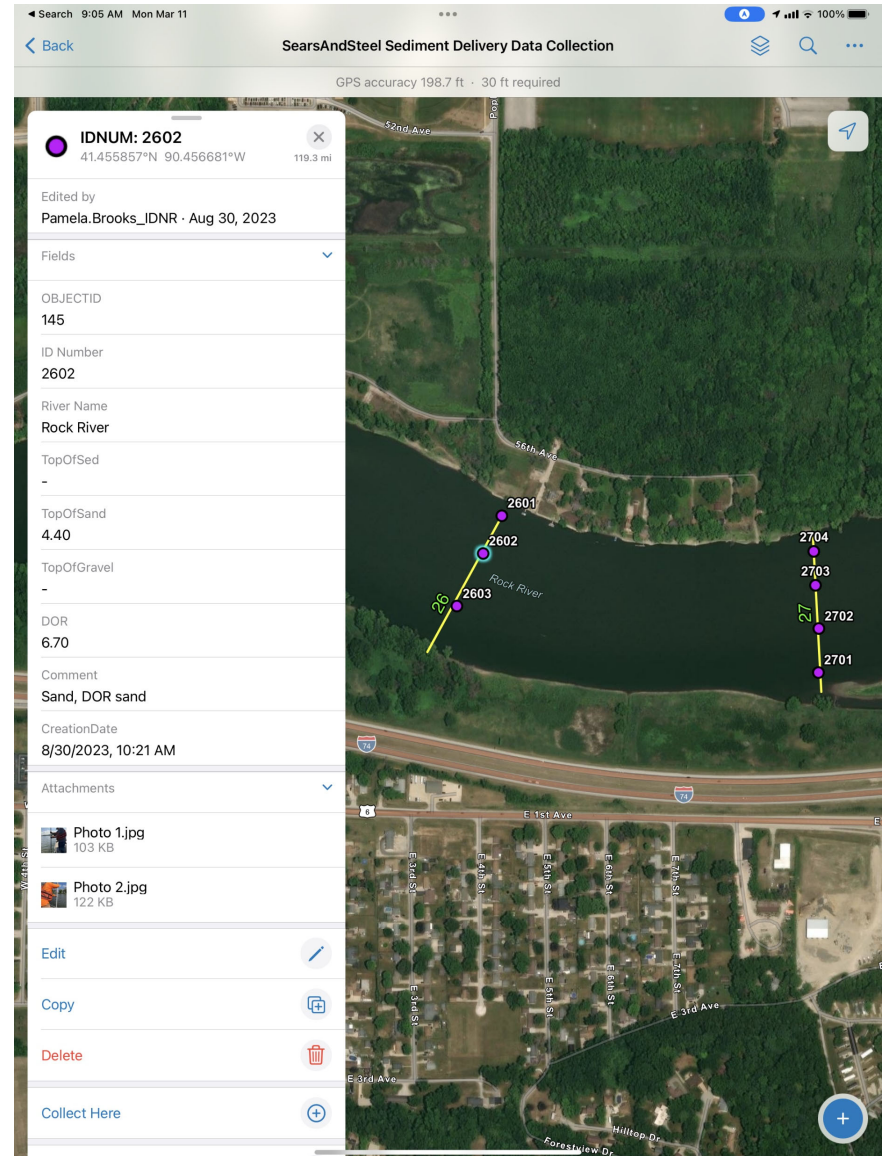 ◀ Search 9:05 AM Mon Mar 11
100%
Back
SearsAndSteel Sediment Delivery Data Collection
GPS accuracy 198.7 ft · 30 ft required
IDNUM: 2602
41.455857°N 90.456681°W
119.3 mi
Edited by
Pamela.Brooks_IDNR · Aug 30, 2023
Fields
OBJECTID
145
ID Number
2602
River Name
Rock River
TopOfSed
-
TopOfSand
4.40
TopOfGravel
-
DOR
6.70
Comment
Sand, DOR sand
CreationDate
8/30/2023, 10:21 AM
Attachments
Photo 1.jpg
103 KB
Photo 2.jpg
122 KB
Edit
Copy
Delete
Collect Here
52nd Ave
56th Ave
2601
2602
2603
26
Rock River
2704
2703
27
2702
2701
74
74
6
E 1st Ave
W 4th St
E 3rd St
E 4th St
E 5th St
E 6th St
E 7th St
E 3rd St
E 5th St
E 6th St
E 7th St
E 3rd Ave
E 3rd Ave
Hilltop Dr
Forestview Dr